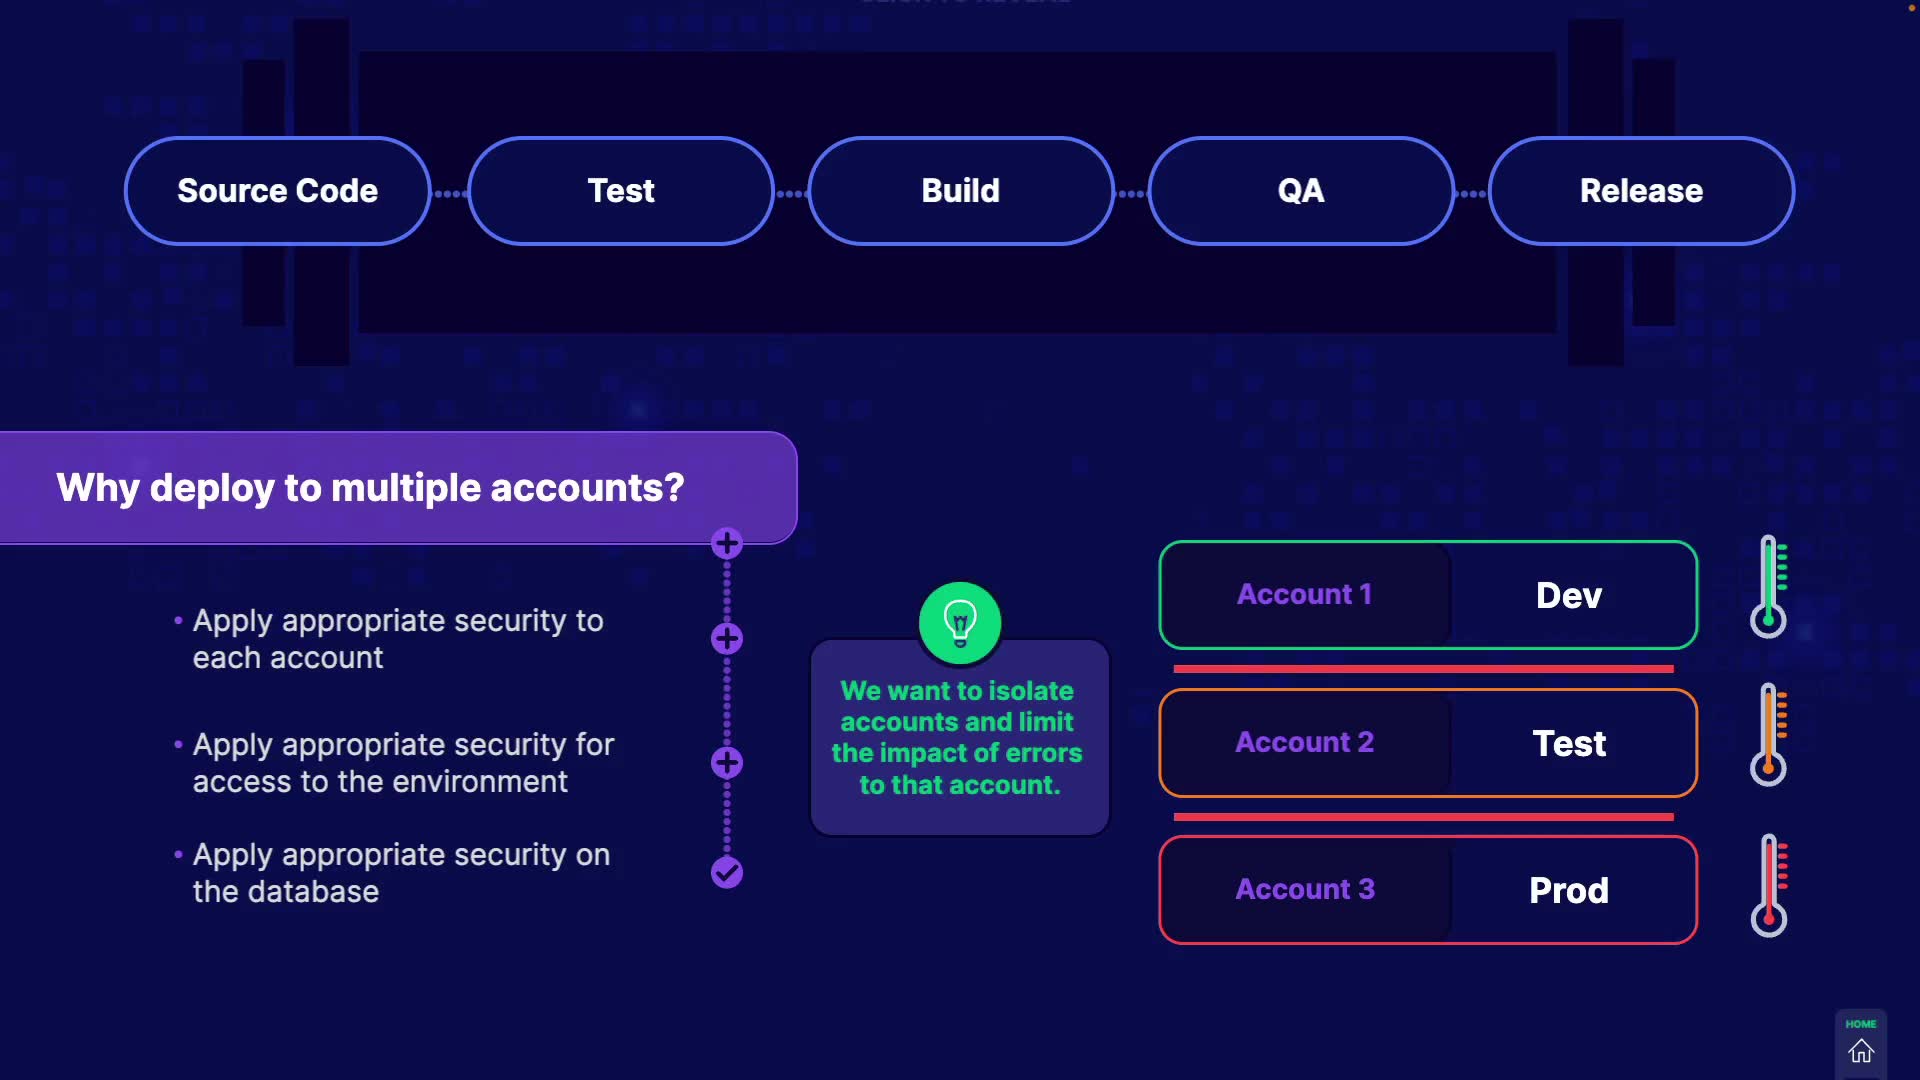 Source Code
Test
Build
QA
Release
Why deploy to multiple accounts?
• Apply appropriate security to
each account
• Apply appropriate security for
access to the environment
• Apply appropriate security on
the database
We want to isolate
accounts and limit
the impact of errors
to that account.
Account 1
Dev
Account 2
Test
Account 3
Prod
HOME